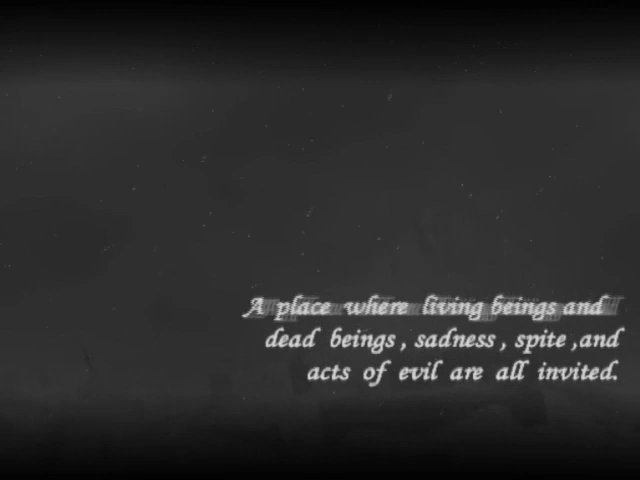 A place where living beings and
dead beings , sadness , spite ,and
acts of evil are all invited.